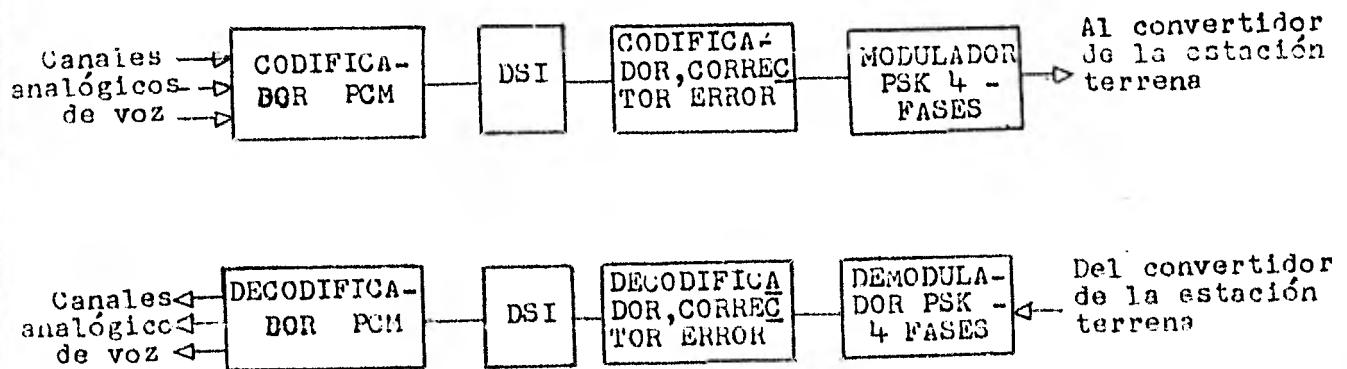 Canales
analógicos
de voz
CODIFICA-
DOR PCM
DSI
CODIFICA-
DOR, CORREC
TOR ERROR
MODULADOR
PSK 4 -
FASES
Al convertidor
de la estación
terrena
Canales
analógico
de voz
DECODIFICA-
DOR PCM
DSI
DECODIFICA
DOR, CORREC
TOR ERROR
DEMODULA-
DOR PSK -
4 FASES
Del convertidor
de la estación
terrena